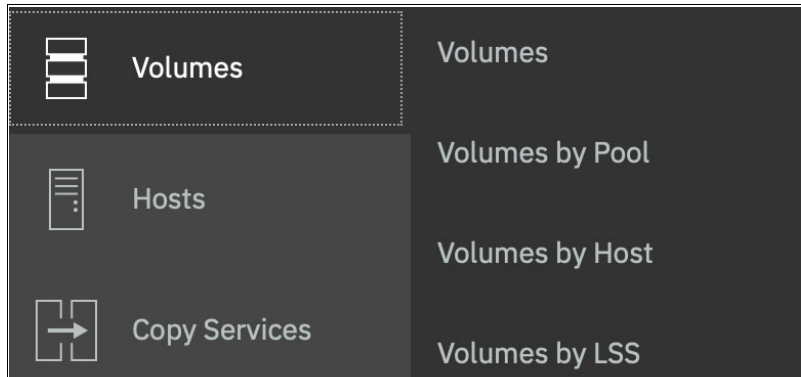 Volumes
Hosts
Copy Services
Volumes
Volumes by Pool
Volumes by Host
Volumes by LSS